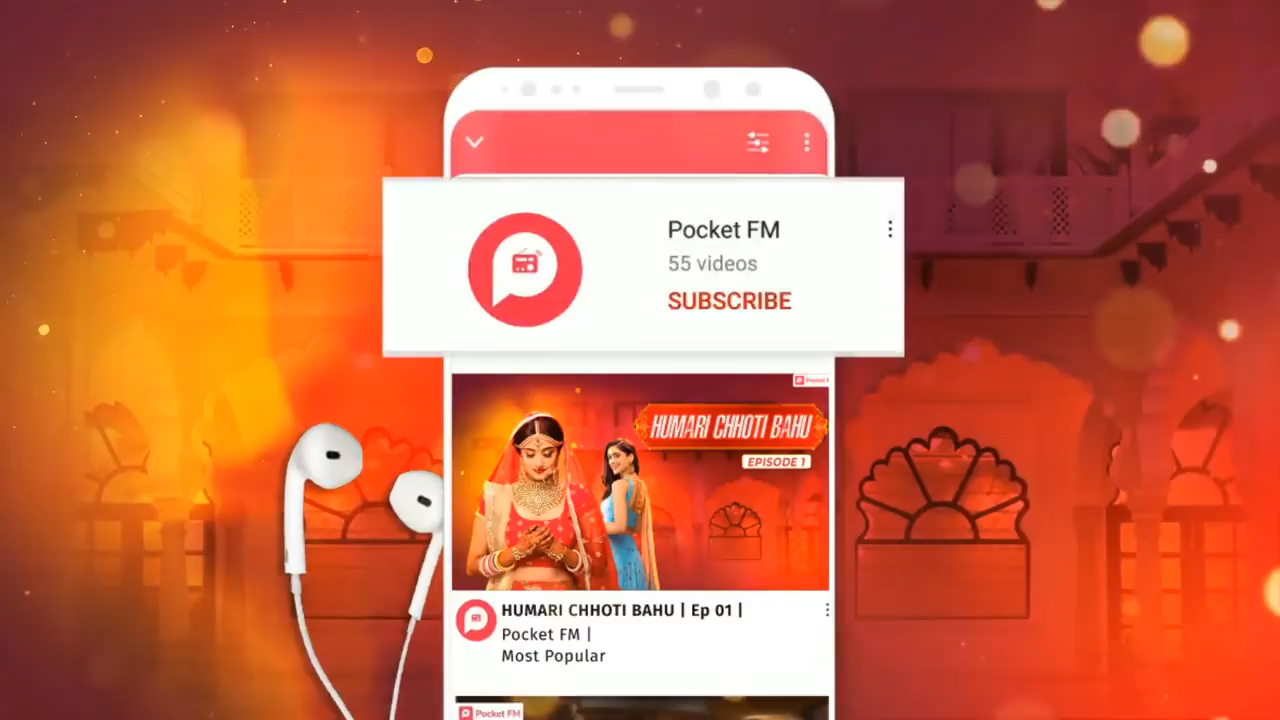 Pocket FM
55 videos
SUBSCRIBE
Pocket
HUMARI CHHOTI BAHU
EPISODE 1
HUMARI CHHOTI BAHU | Ep 01 |
Pocket FM |
Most Popular
Pocket FM